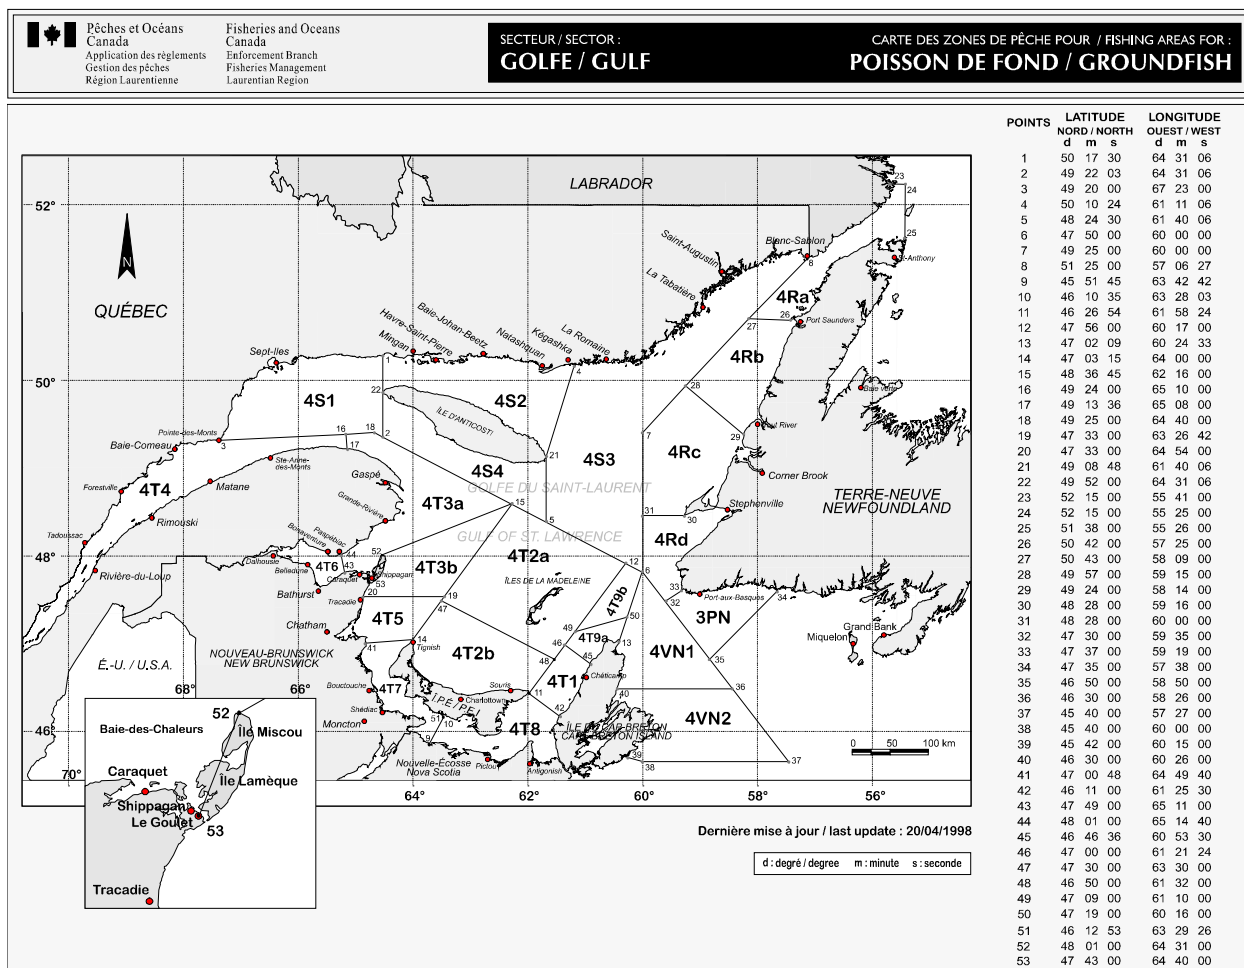 Pêches et Océans
Canada
Application des règlements
Gestion des pêches
Région Laurentienne
Fisheries and Oceans
Canada
Enforcement Branch
Fisheries Management
Laurentian Region
SECTEUR / SECTOR :
GOLFE / GULF
CARTE DES ZONES DE PÊCHE POUR / FISHING AREAS FOR :
POISSON DE FOND / GROUNDFISH
LABRADOR
QUÉBEC
52°
50°
48°
46°
70°
68°
66°
64
62
60
58
56
N
Blanc-Sablon
Saint-Augustin
La Tabatière
La Romaine
Kégashka
Natashquan
Baie-Johan-Beetz
Havre-Saint-Pierre
Mingan
Sept-Iles
St-Anthony
Port Saunders
Baie verte
Corner Brook
Stephenville
TERRE-NEUVE
NEWFOUNDLAND
Port-aux-Basques
Grand-Bank
Miquelon
Pointe-des-Monts
Baie-Comeau
Forestville
Tadoussac
Rivière-du-Loup
Rimouski
Matane
Ste-Anne-
des-Monts
Gaspé
Grande-Rivière
Paspébiac
Bonaventure
Dalhousie
Belledune
Bathurst
Caraquet
Shippagan
Tracadie
Chatham
NOUVEAU-BRUNSWICK
NEW BRUNSWICK
É.-U. / U.S.A.
Bouctouche
Shédiac
Moncton
Tignish
Souris
Charlottown
Î.P.É / P.E.I
Pictou
Antigonish
Nouvelle-Écosse
Nova Scotia
Chéticamp
ÎLE DU CAP-BRETON
CAPE BRETON ISLAND
ÎLES DE LA MADELEINE
ÎLE D'ANTICOSTI
GOLFE DU SAINT-LAURENT
GULF OF ST. LAWRENCE
4Ra
4Rb
4Rc
4Rd
4S1
4S2
4S3
4S4
4T4
4T3a
4T3b
4T2a
4T2b
4T6
4T5
4T7
4T8
4T1
4T9a
4T9b
3PN
4VN1
4VN2
0 50 100 km
52
Baie-des-Chaleurs
Île Miscou
Caraquet
Île Lamèque
Shippagan
Le Goulet
53
Tracadie
Dernière mise à jour / last update : 20/04/1998
d : degré / degree m : minute s : seconde
POINTS LATITUDE LONGITUDE
NORD / NORTH OUEST / WEST
d m s d m s
1 50 17 30 64 31 06
2 49 22 03 64 31 06
3 49 20 00 67 23 00
4 50 10 24 61 11 06
5 48 24 30 61 40 06
6 47 50 00 60 00 00
7 49 25 00 60 00 00
8 51 25 00 57 06 27
9 45 51 45 63 42 42
10 46 10 35 63 28 03
11 46 26 54 61 58 24
12 47 56 00 60 17 00
13 47 02 09 60 24 33
14 47 03 15 64 00 00
15 48 36 45 62 16 00
16 49 24 00 65 10 00
17 49 13 36 65 08 00
18 49 25 00 64 40 00
19 47 33 00 63 26 42
20 47 33 00 64 54 00
21 49 08 48 61 40 06
22 49 52 00 64 31 06
23 52 15 00 55 41 00
24 52 15 00 55 25 00
25 51 38 00 55 26 00
26 50 42 00 57 25 00
27 50 43 00 58 09 00
28 49 57 00 59 15 00
29 49 24 00 58 14 00
30 48 28 00 59 16 00
31 48 28 00 60 00 00
32 47 30 00 59 35 00
33 47 37 00 59 19 00
34 47 35 00 57 38 00
35 46 50 00 58 50 00
36 46 30 00 58 26 00
37 45 40 00 57 27 00
38 45 40 00 60 00 00
39 45 42 00 60 15 00
40 46 30 00 60 26 00
41 47 00 48 64 49 40
42 46 11 00 61 25 30
43 47 49 00 65 11 00
44 48 01 00 65 14 40
45 46 46 36 60 53 30
46 47 00 00 61 21 24
47 47 30 00 63 30 00
48 46 50 00 61 32 00
49 47 09 00 61 10 00
50 47 19 00 60 16 00
51 46 12 53 63 29 26
52 48 01 00 64 31 00
53 47 43 00 64 40 00